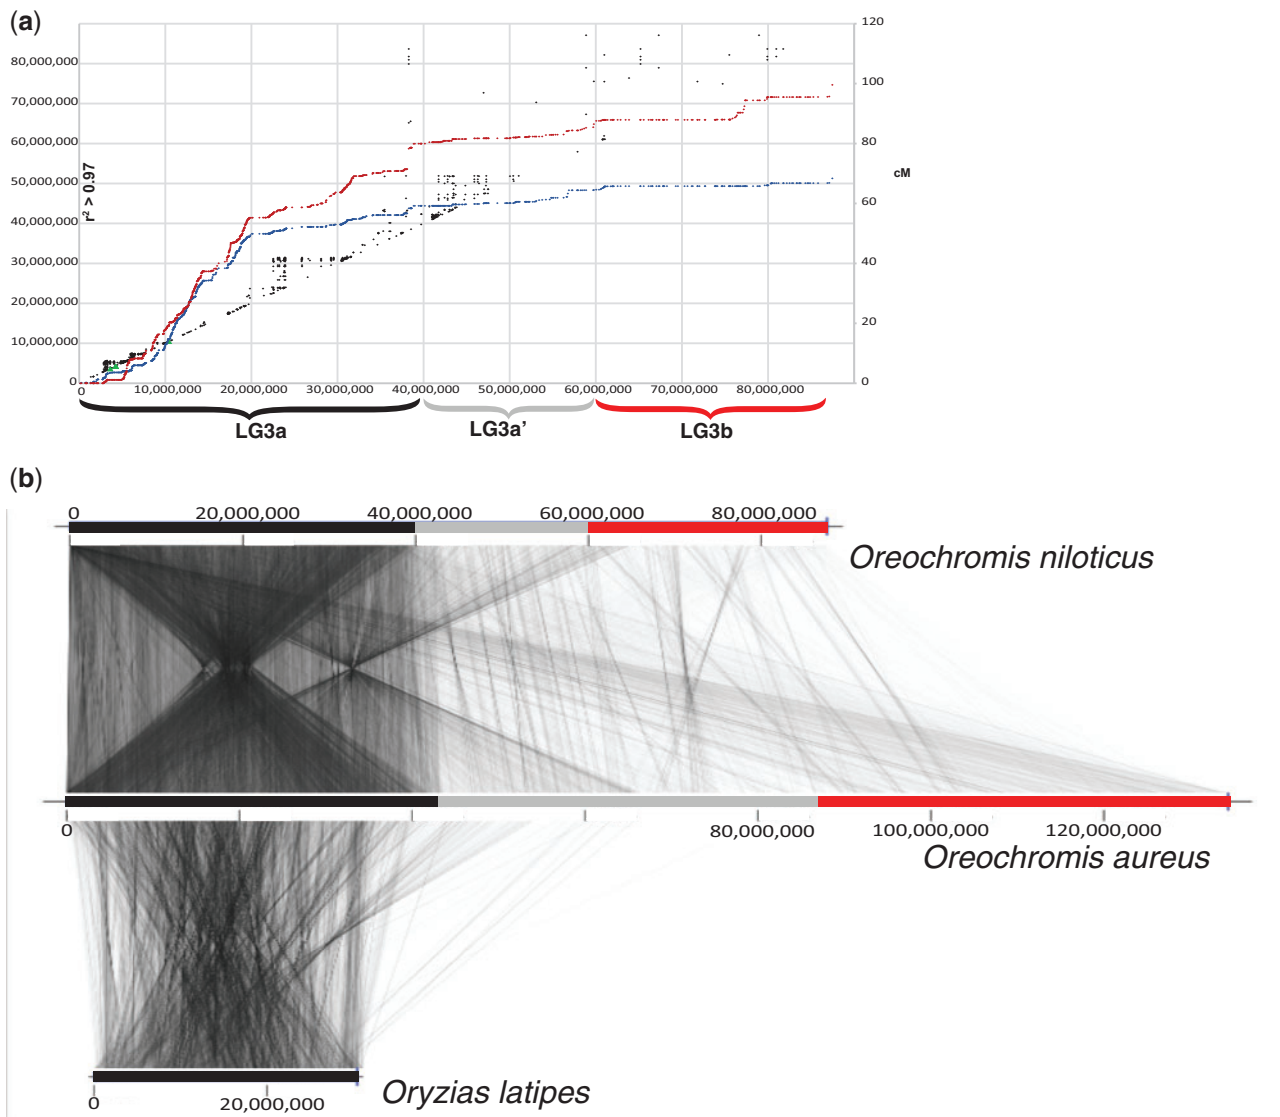 (a)
120
80,000,000
100
70,000,000
60,000,000
80
r² > 0.97
50,000,000
cM
60
40,000,000
30,000,000
40
20,000,000
20
10,000,000
0
0
0 10,000,000 20,000,000 30,000,000 40,000,000 50,000,000 60,000,000 70,000,000 80,000,000
LG3a LG3a’ LG3b
(b)
0 20,000,000 40,000,000 60,000,000 80,000,000
Oreochromis niloticus
0 80,000,000 100,000,000 120,000,000
Oreochromis aureus
Oryzias latipes
0 20,000,000